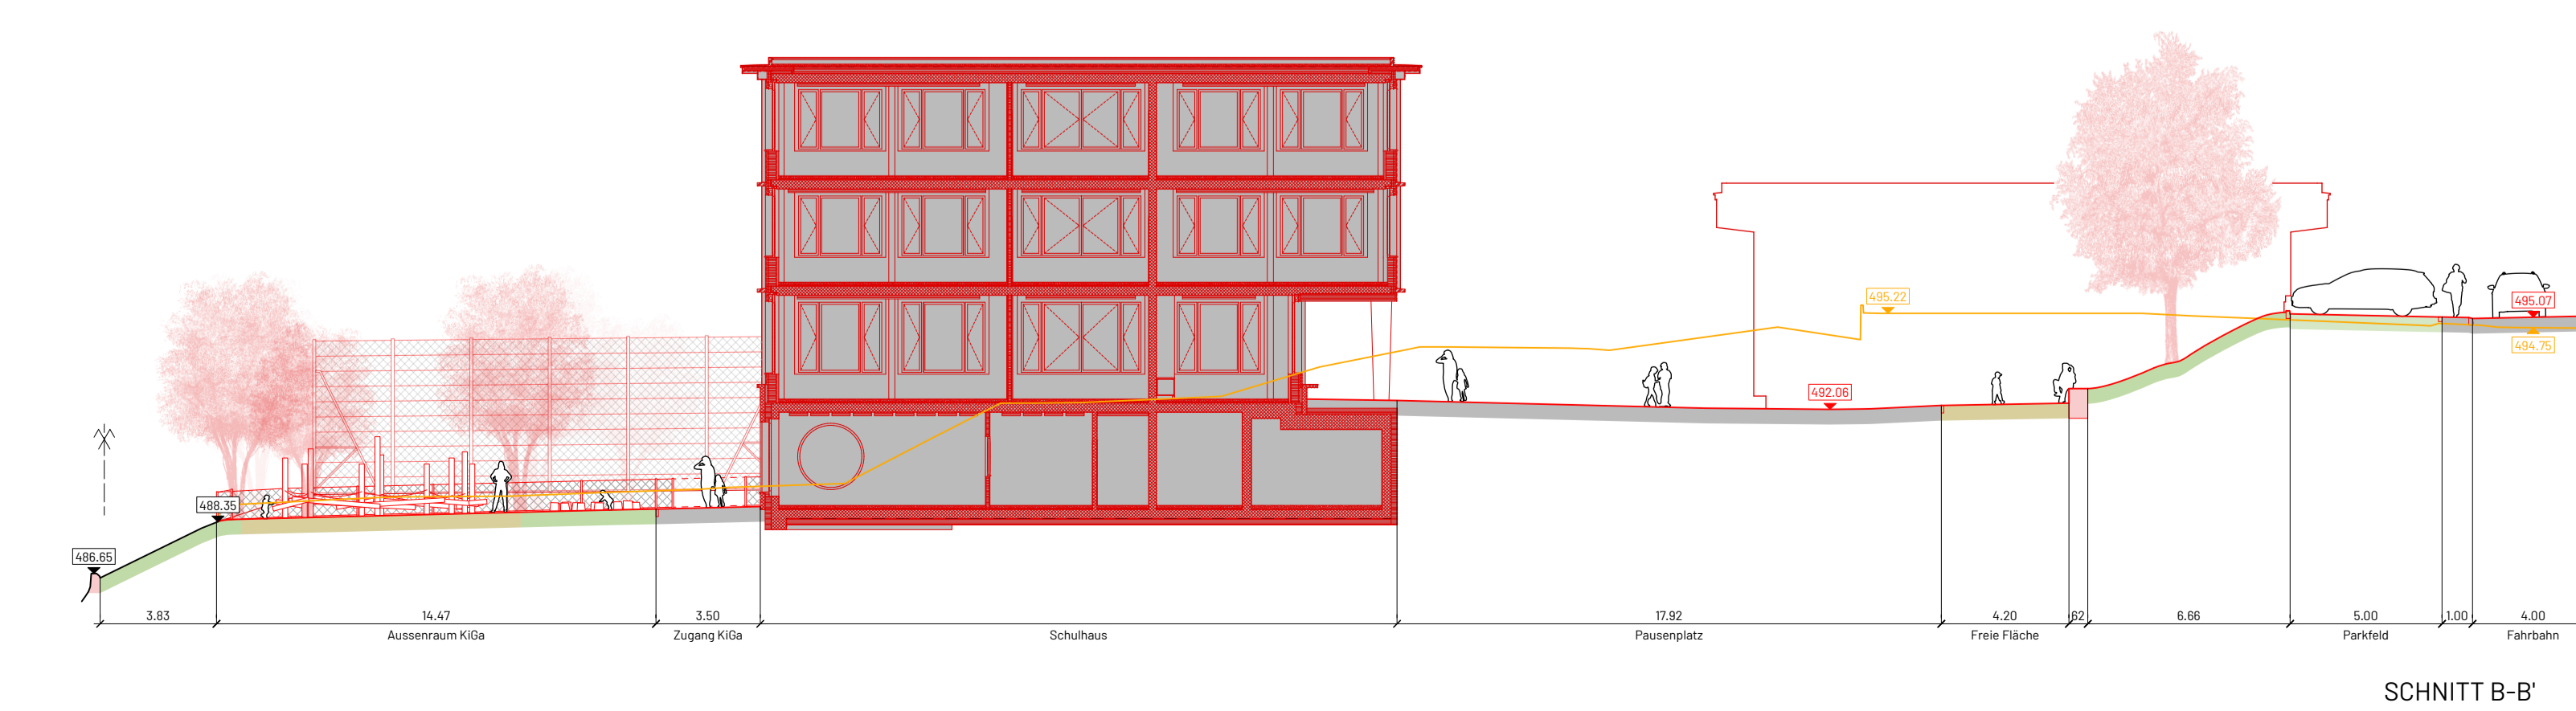 495.22
495.07
494.75
492.06
488.35
486.65
3.83 14.47 3.50 17.92 4.20 62 6.66 5.00 1.00 4.00
Aussenraum KiGa Zugang KiGa Schulhaus Pausenplatz Freie Fläche Parkfeld Fahrbahn
SCHNITT B-B'